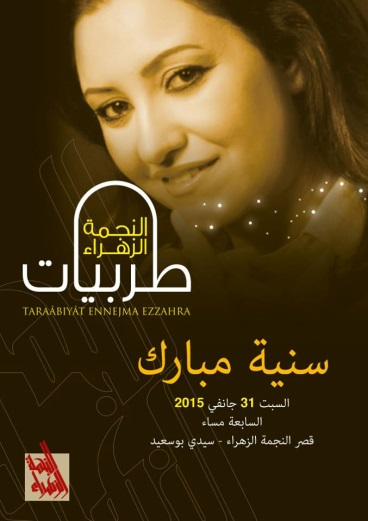 النجمة
الزهراء
طربيات
TARAÁBIYÁT ENNEJMA EZZAHRA
سنية مبارك
السبت 31 جانفي 2015
السابعة مساء
قصر النجمة الزهراء - سيدي بوسعيد
النجمة
الزهراء